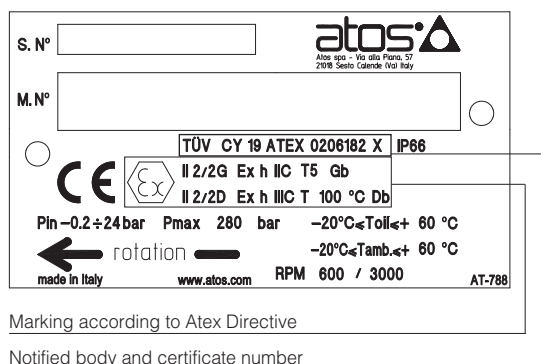 S. N°
atos
Atos spa - Via alla Piana, 57
21018 Sesto Calende (Va) Italy
M. N°
TÜV CY 19 ATEX 0206182 X IP66
CE Ex II 2/2G Ex h IIC T5 Gb
II 2/2D Ex h IIIC T 100 °C Db
Pin -0.2÷24 bar Pmax 280 bar -20°C≤Toil≤+ 60 °C
rotation -20°C≤Tamb.≤+ 60 °C
made in Italy www.atos.com RPM 600 / 3000 AT-788
Marking according to Atex Directive
Notified body and certificate number